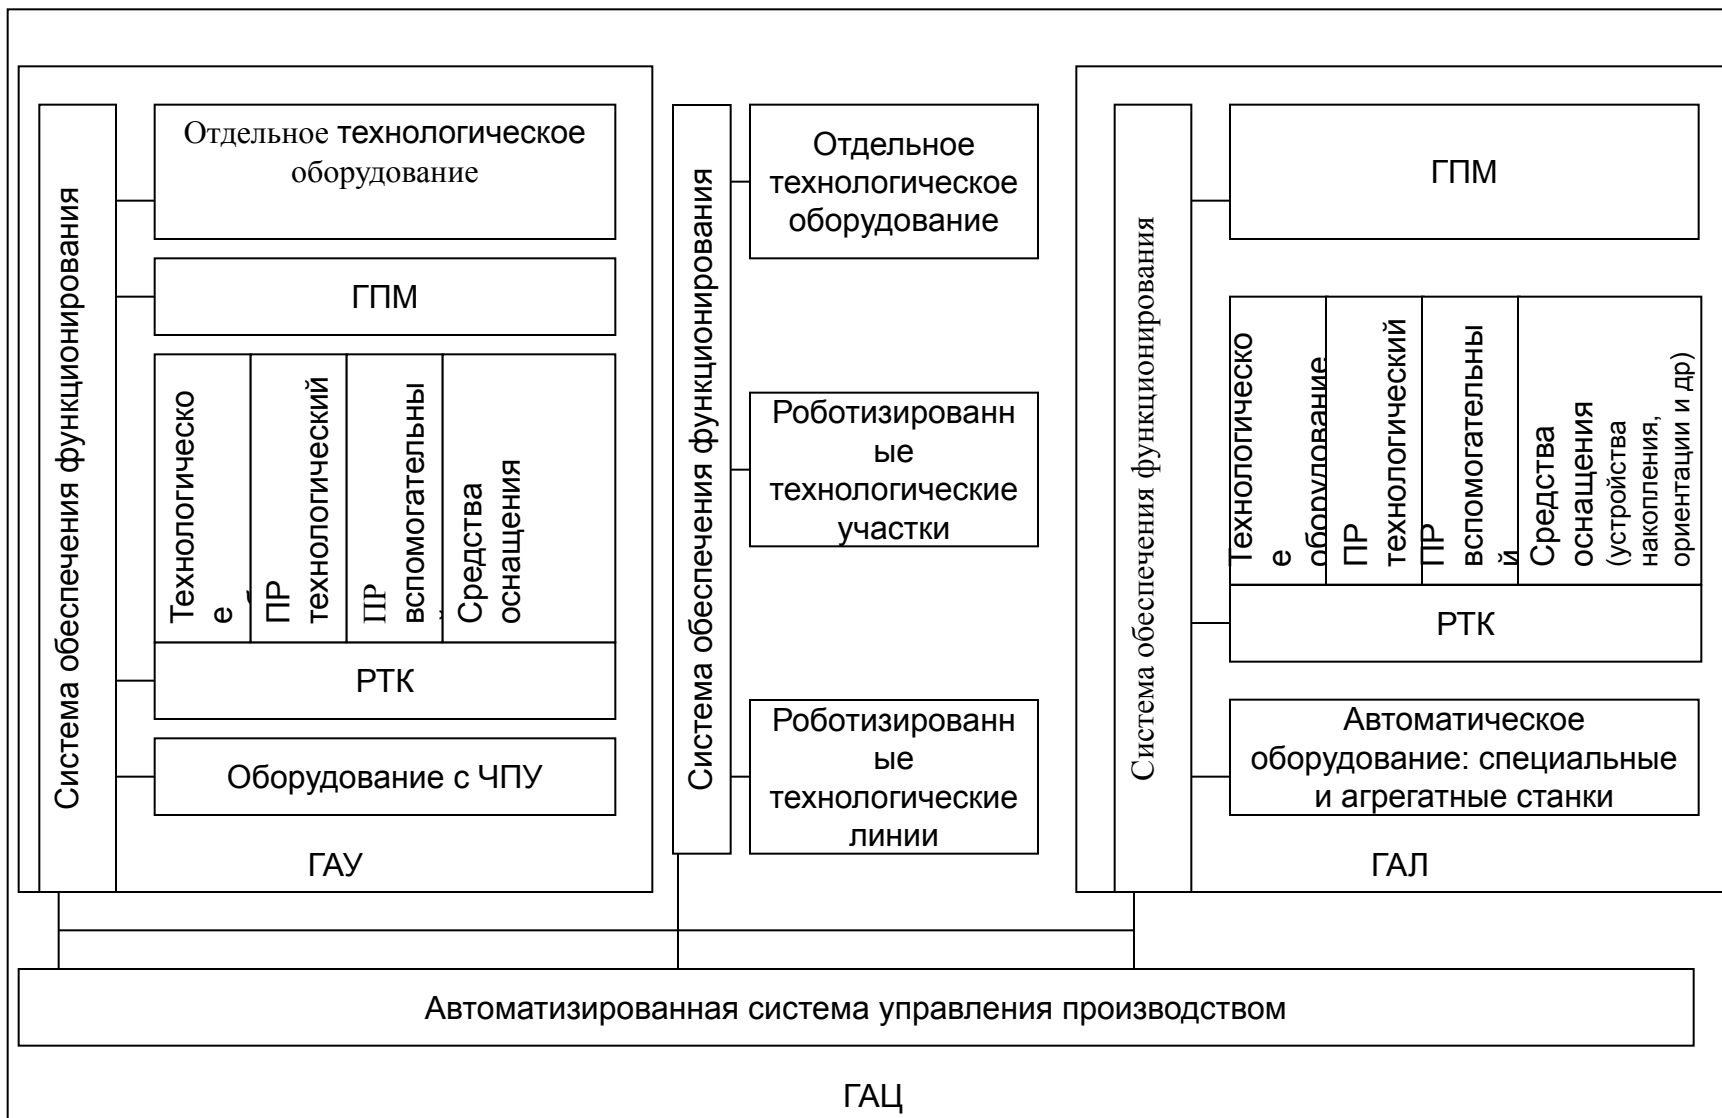 Система обеспечения функционирования
Отдельное технологическое
оборудование
ГПМ
Технологическо
е
ПР
технологический
ПР
вспомогательны
Средства
оснащения
РТК
Оборудование с ЧПУ
ГАУ
Система обеспечения функционирования
Отдельное
технологическое
оборудование
Роботизированн
ые
технологические
участки
Роботизированн
ые
технологические
линии
Система обеспечения функционирования
ГПМ
Технологическо
е
оборудование
ПР
технологический
ПР
вспомогательны
й
Средства
оснащения
(устройства
накопления,
ориентации и др)
РТК
Автоматическое
оборудование: специальные
и агрегатные станки
ГАЛ
Автоматизированная система управления производством
ГАЦ